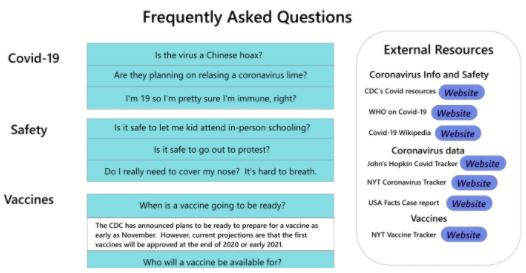 Frequently Asked Questions
Covid-19
Is the virus a Chinese hoax?
Are they planning on relasing a coronavirus lime?
I'm 19 so I'm pretty sure I'm immune, right?
Safety
Is it safe to let me kid attend in-person schooling?
Is it safe to go out to protest?
Do I really need to cover my nose? It's hard to breath.
Vaccines
When is a vaccine going to be ready?
The CDC has announced plans to be ready to prepare for a vaccine as
early as November. However, current projections are that the first
vaccines will be approved at the end of 2020 or early 2021.
Who will a vaccine be available for?
External Resources
Coronavirus Info and Safety
CDC's Covid resources Website
WHO on Covid-19 Website
Covid-19 Wikipedia Website
Coronavirus data
John's Hopkin Covid Tracker Website
NYT Coronavirus Tracker Website
USA Facts Case report Website
Vaccines
NYT Vaccine Tracker Website